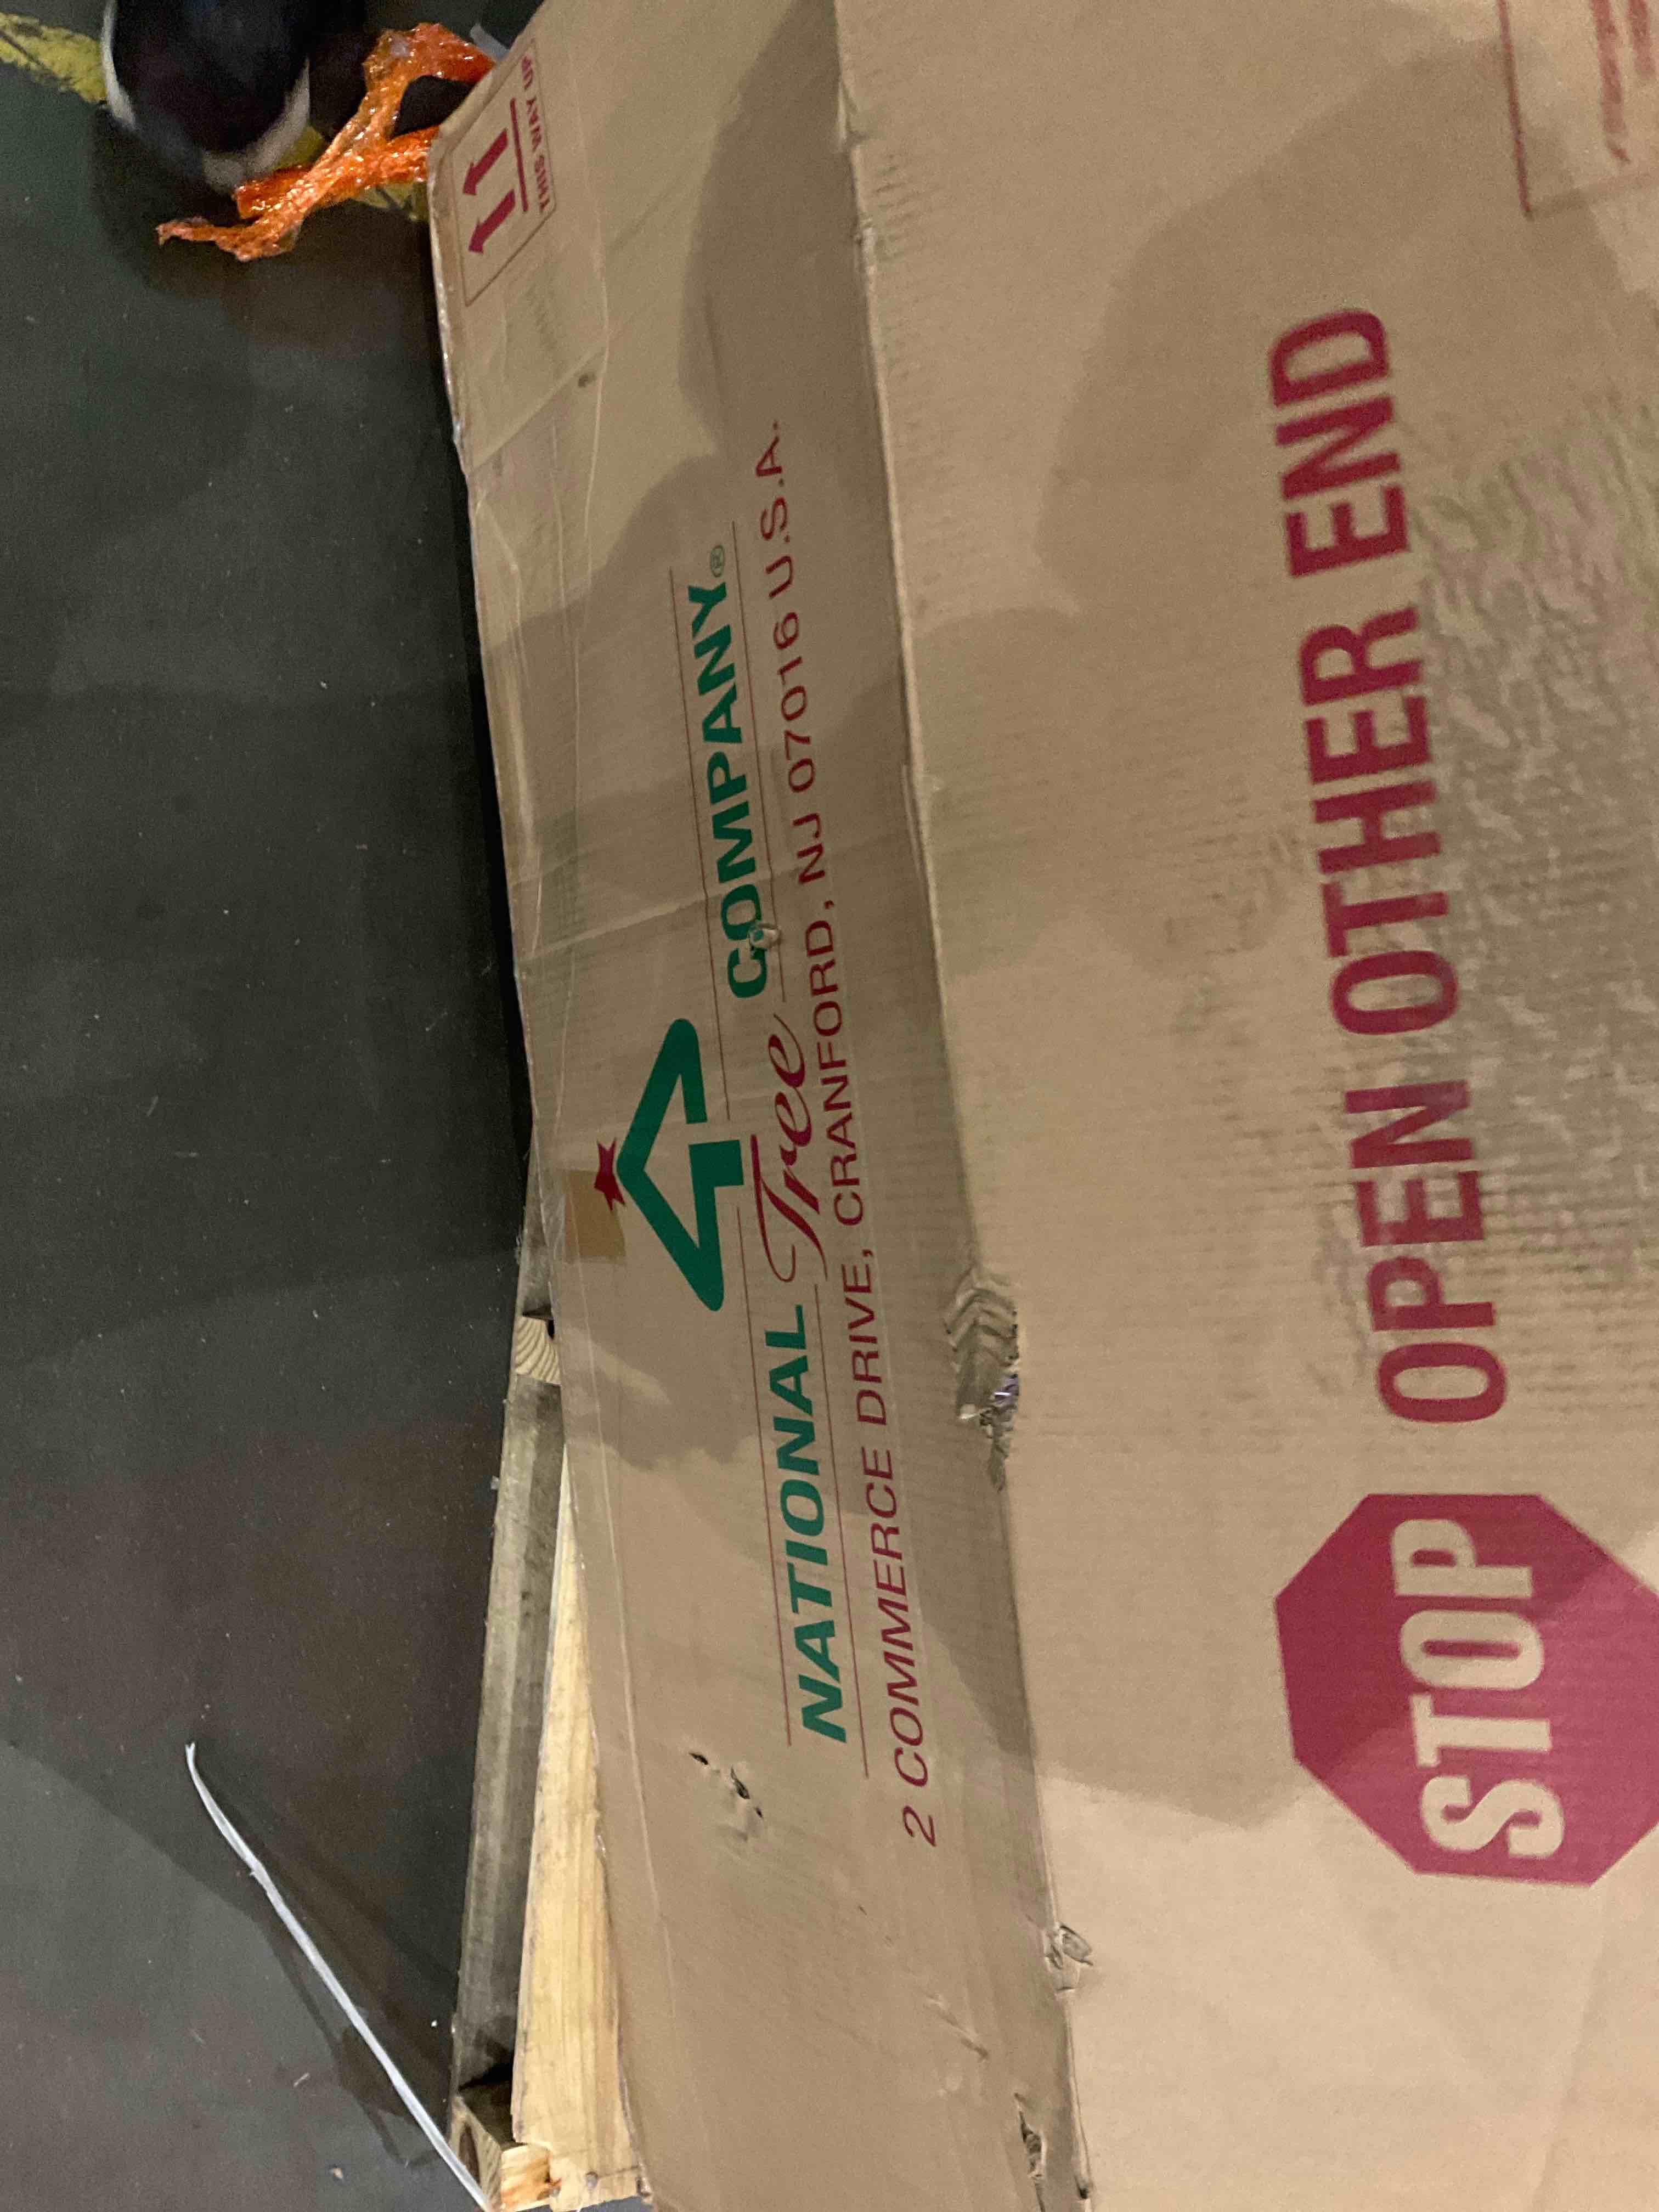 THIS WAY UP
NATIONAL Tree COMPANY®
2 COMMERCE DRIVE, CRANFORD, NJ 07016 U.S.A.
STOP OPEN OTHER END